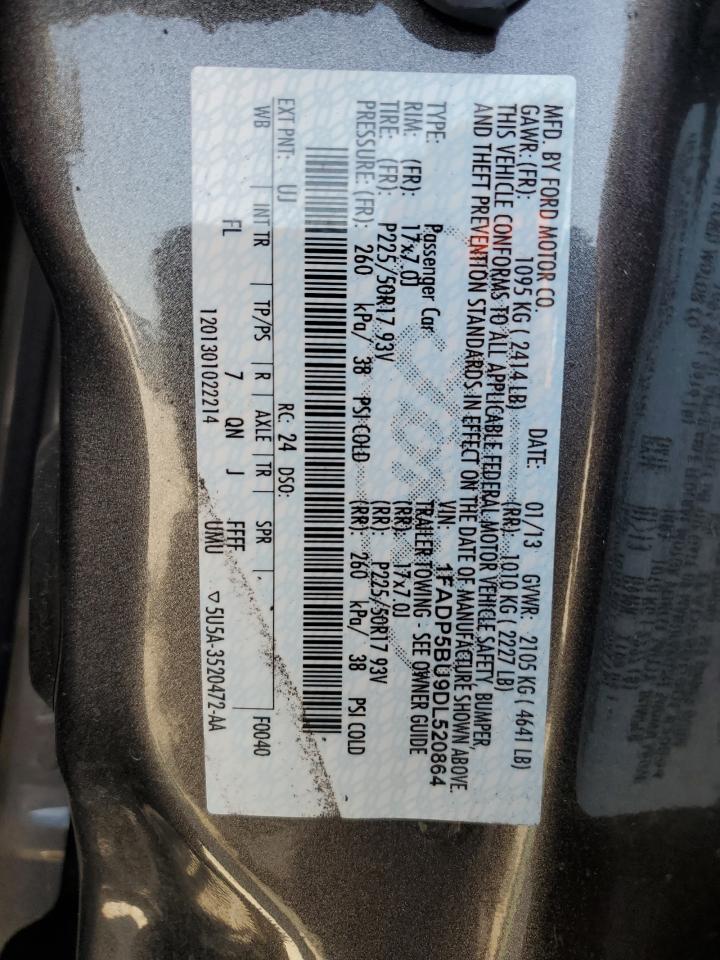 MFD. BY FORD MOTOR CO.
DATE: 01/13 GVWR: 2105 KG ( 4641 LB)
GAWR: (FR): 1095 KG ( 2414 LB) (RR): 1010 KG ( 2227 LB)
THIS VEHICLE CONFORMS TO ALL APPLICABLE FEDERAL MOTOR VEHICLE SAFETY, BUMPER,
AND THEFT PREVENTION STANDARDS IN EFFECT ON THE DATE OF MANUFACTURE SHOWN ABOVE.
VIN: 1FADP5BU9DL520864
TYPE: Passenger Car TRAILER TOWING - SEE OWNER GUIDE
RIM: (FR): 17x7.0J (RR): 17x7.0J
TIRE: (FR): P225/50R17 93V (RR): P225/50R17 93V
PRESSURE: (FR): 260 kPa/ 38 PSI COLD (RR): 260 kPa/ 38 PSI COLD
EXT PNT: UJ RC: 24 DSO:
WB | INT TR | TP/PS | R | AXLE | TR | SPR | F0040
FL 7 QN J FFFF
1201301022214 UMU ▽ 5U5A-3520472-AA